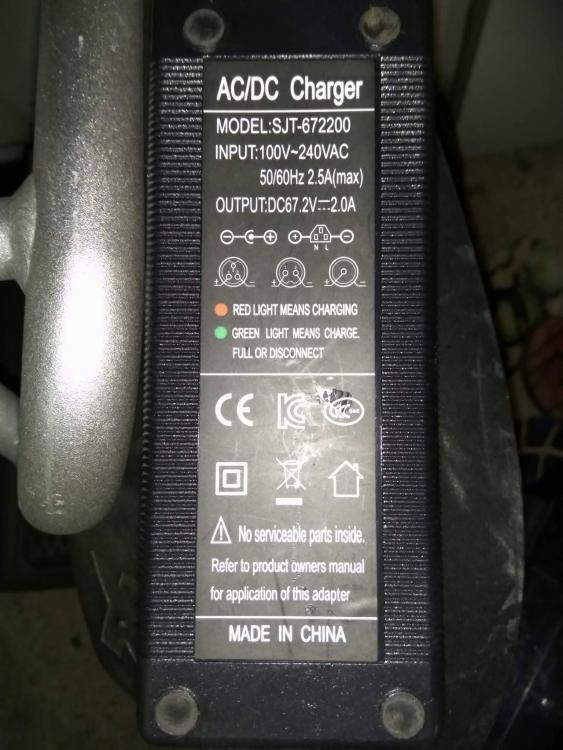 AC/DC Charger
MODEL:SJT-672200
INPUT:100V~240VAC
50/60Hz 2.5A(max)
OUTPUT:DC67.2V⎓2.0A
N L
RED LIGHT MEANS CHARGING
GREEN LIGHT MEANS CHARGE.
FULL OR DISCONNECT
CE
No serviceable parts inside.
Refer to product owners manual
for application of this adapter
MADE IN CHINA